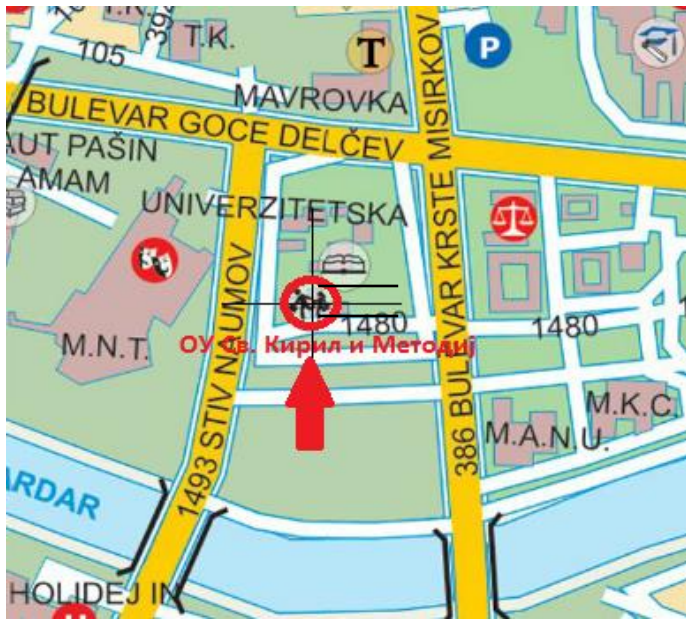 T.K.
105
T
P
MAVROVKA
BULEVAR GOCE DELČEV
AUT PAŠIN
AMAM
UNIVERZITETSKA
1480
1480
ОУ Св. Кирил и Методиј
M.N.T.
1493 STIV NAUMOV
386 BULEVAR KRSTE MISIRKOV
M.K.C.
M.A.N.U.
ARDAR
HOLIDEJ IN